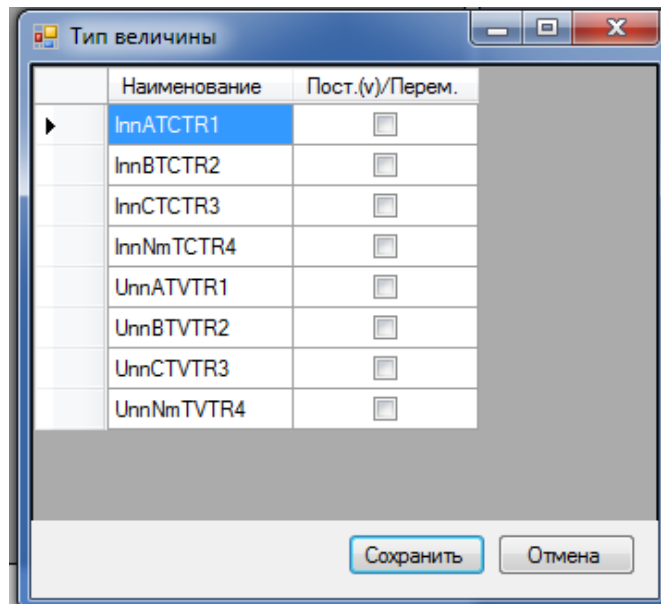 Тип величины
Наименование Пост.(v)/Перем.
InnATCTR1
InnBTCTR2
InnCTCTR3
InnNmTCTR4
UnnATVTR1
UnnBTVTR2
UnnCTVTR3
UnnNmTVTR4
Сохранить Отмена